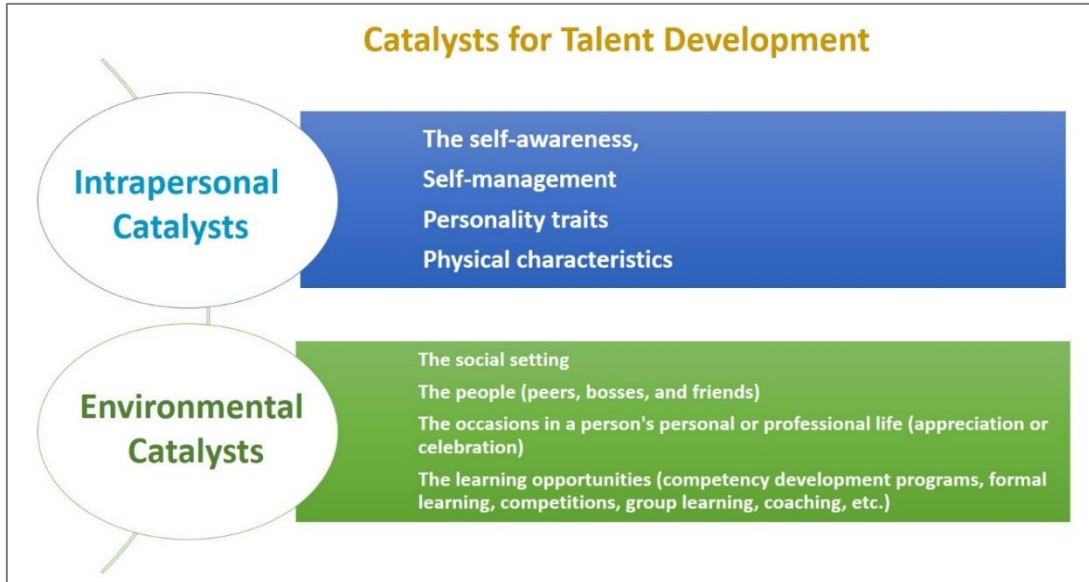 Catalysts for Talent Development
Intrapersonal
Catalysts
The self-awareness,
Self-management
Personality traits
Physical characteristics
Environmental
Catalysts
The social setting
The people (peers, bosses, and friends)
The occasions in a person's personal or professional life (appreciation or
celebration)
The learning opportunities (competency development programs, formal
learning, competitions, group learning, coaching, etc.)